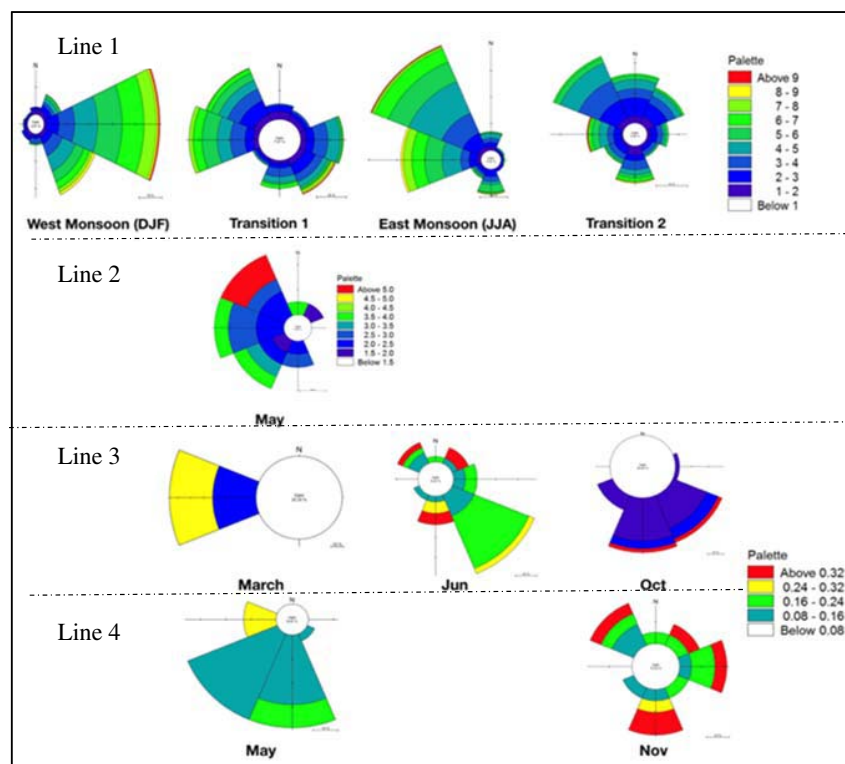 Line 1
N
N
N
N
Palette
Above 9
8 - 9
7 - 8
6 - 7
5 - 6
4 - 5
3 - 4
2 - 3
1 - 2
Below 1
West Monsoon (DJF)
Transition 1
East Monsoon (JJA)
Transition 2
Line 2
N
Palette
Above 5.0
4.5 - 5.0
4.0 - 4.5
3.5 - 4.0
3.0 - 3.5
2.5 - 3.0
2.0 - 2.5
1.5 - 2.0
Below 1.5
May
Line 3
N
N
N
March
Jun
Oct
Palette
Above 0.32
0.24 - 0.32
0.16 - 0.24
0.08 - 0.16
Below 0.08
Line 4
N
N
May
Nov